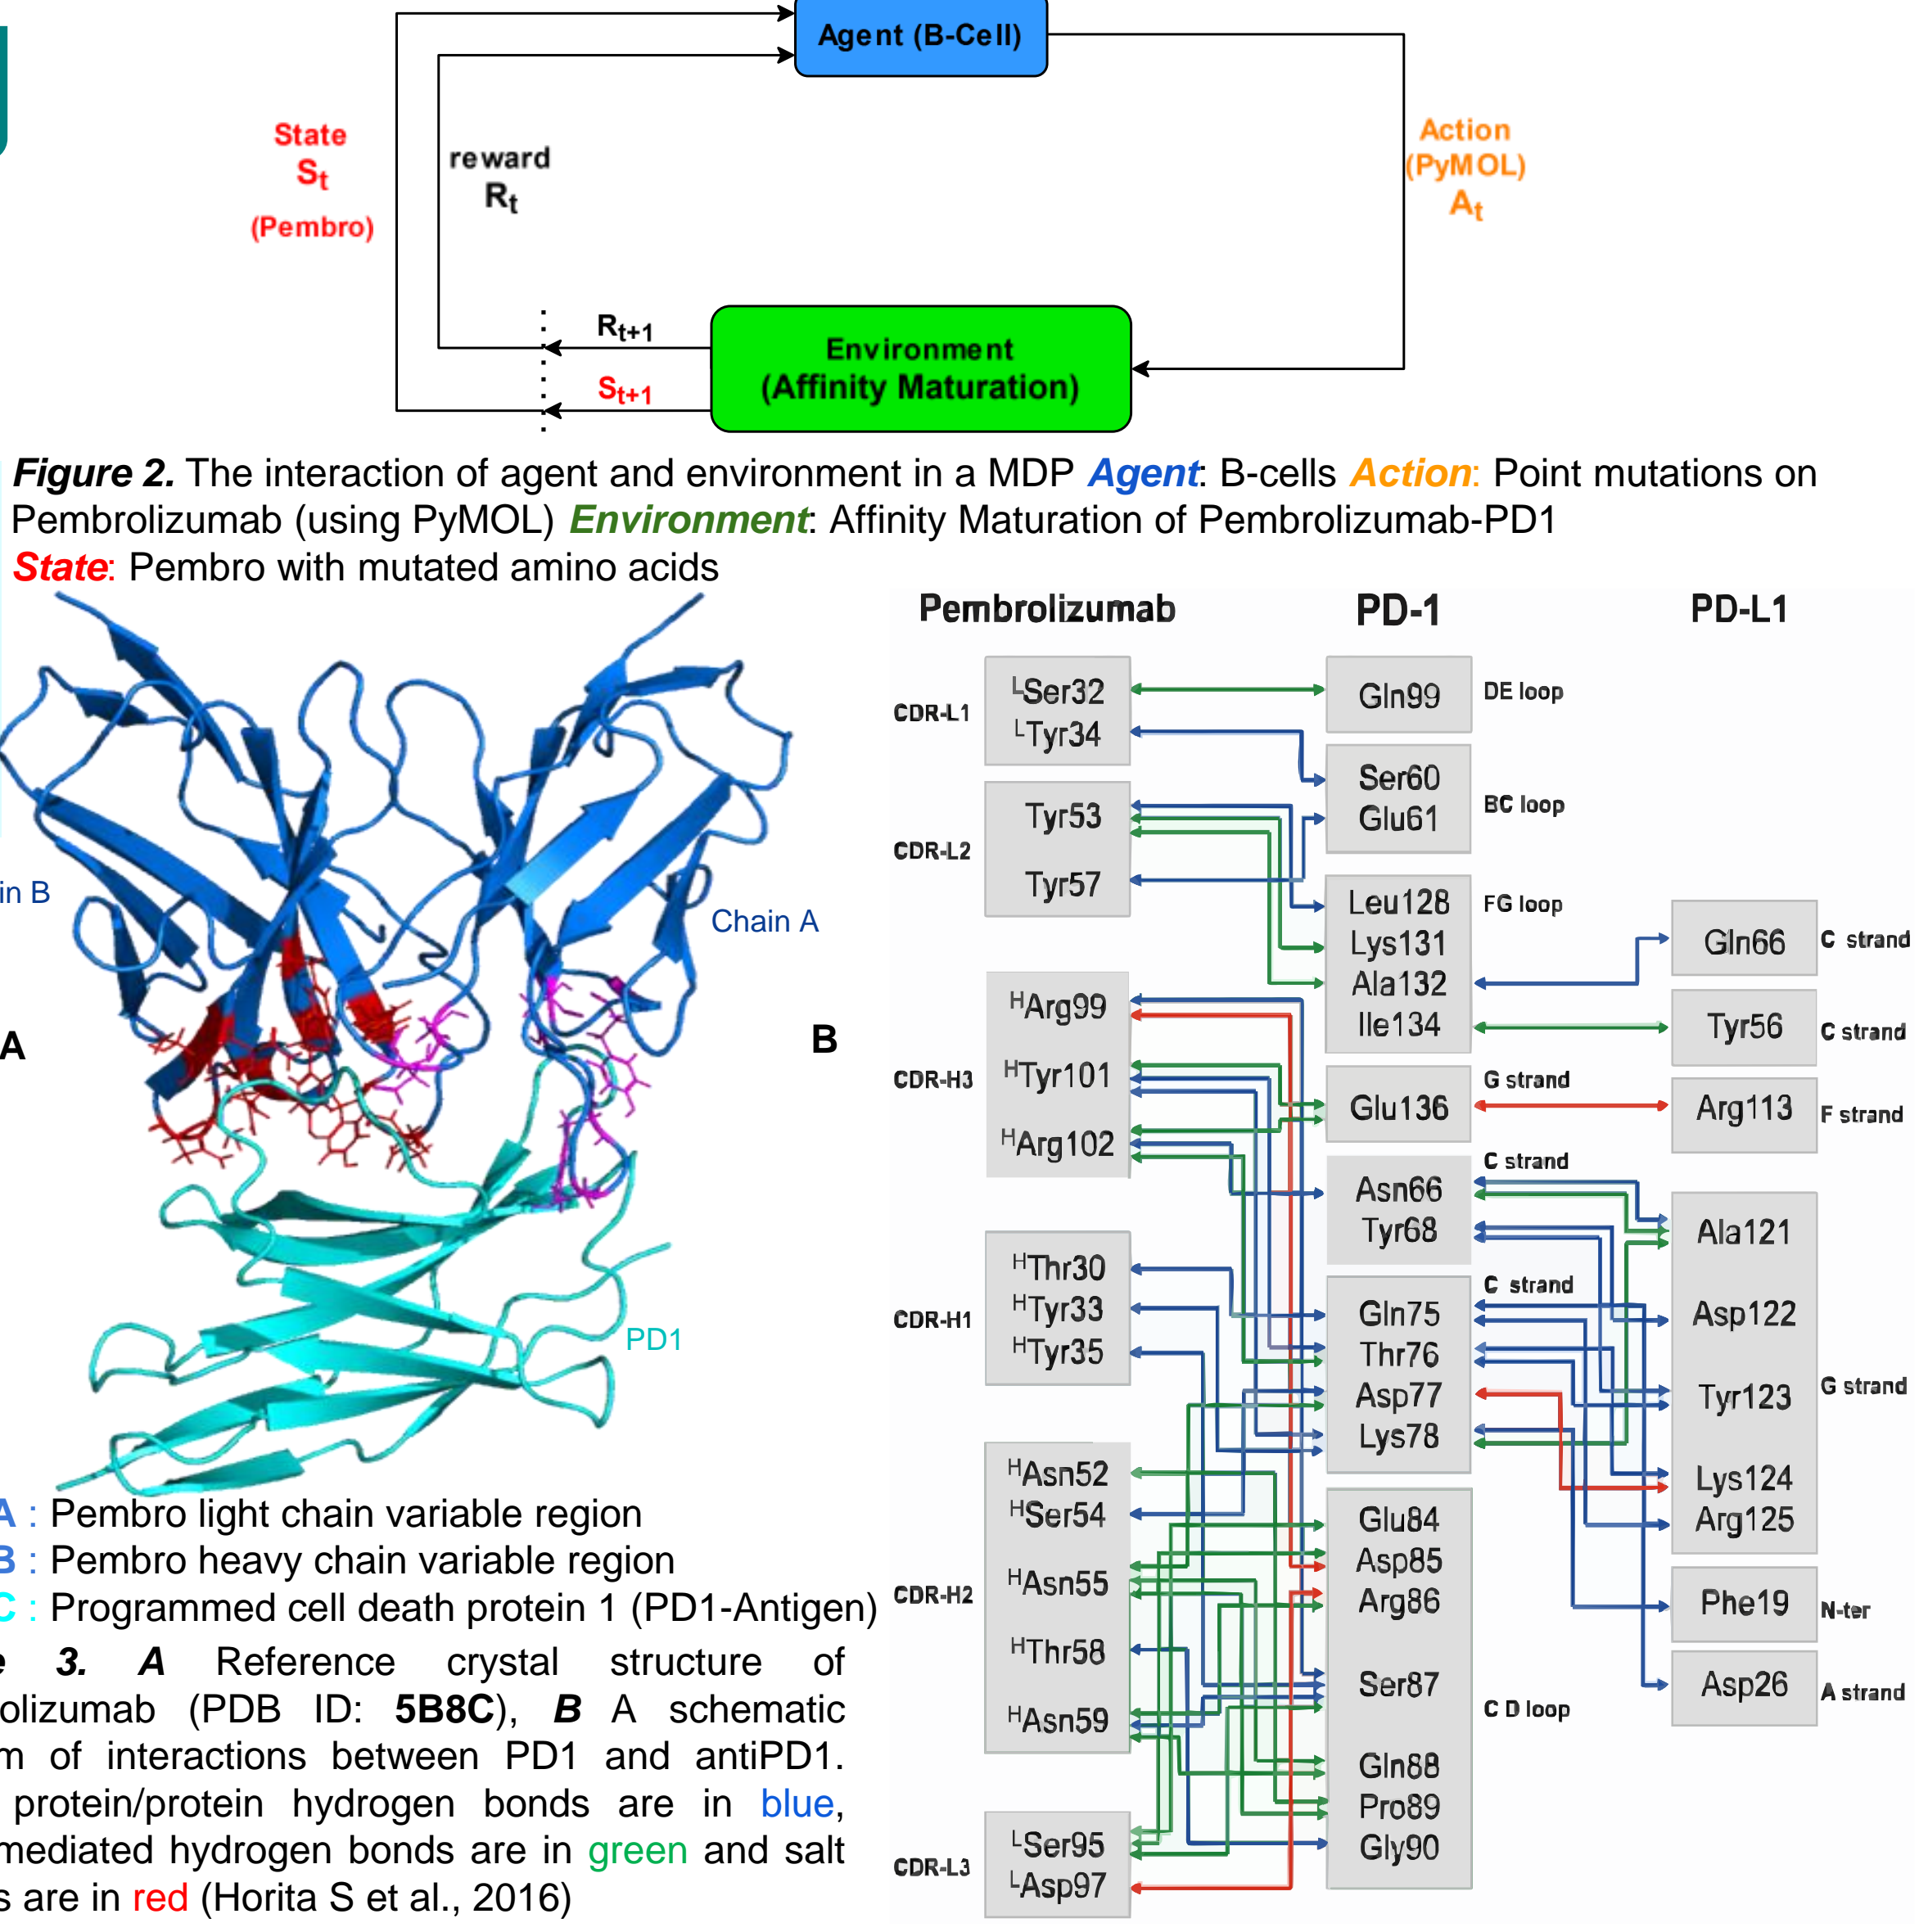 Agent (B-Cell)
State
St
(Pembro)
reward
Rt
Action
(PyMOL)
At
Rt+1
St+1
Environment
(Affinity Maturation)
Figure 2. The interaction of agent and environment in a MDP Agent: B-cells Action: Point mutations on
Pembrolizumab (using PyMOL) Environment: Affinity Maturation of Pembrolizumab-PD1
State: Pembro with mutated amino acids
in B
Chain A
A
PD1
A : Pembro light chain variable region
B : Pembro heavy chain variable region
C : Programmed cell death protein 1 (PD1-Antigen)
3. A Reference crystal structure of
olizumab (PDB ID: 5B8C), B A schematic
m of interactions between PD1 and antiPD1.
protein/protein hydrogen bonds are in blue,
mediated hydrogen bonds are in green and salt
s are in red (Horita S et al., 2016)
B
Pembrolizumab
CDR-L1
LSer32
LTyr34
CDR-L2
Tyr53
Tyr57
CDR-H3
HArg99
HTyr101
HArg102
CDR-H1
HThr30
HTyr33
HTyr35
CDR-H2
HAsn52
HSer54
HAsn55
HThr58
HAsn59
CDR-L3
LSer95
LAsp97
PD-1
Gln99
DE loop
Ser60
Glu61
BC loop
Leu128
FG loop
Lys131
Ala132
Ile134
G strand
Glu136
C strand
Asn66
Tyr68
C strand
Gln75
Thr76
Asp77
Lys78
Glu84
Asp85
Arg86
Ser87
C D loop
Gln88
Pro89
Gly90
PD-L1
Gln66
C strand
Tyr56
C strand
Arg113
F strand
Ala121
Asp122
Tyr123
G strand
Lys124
Arg125
Phe19
N-ter
Asp26
A strand